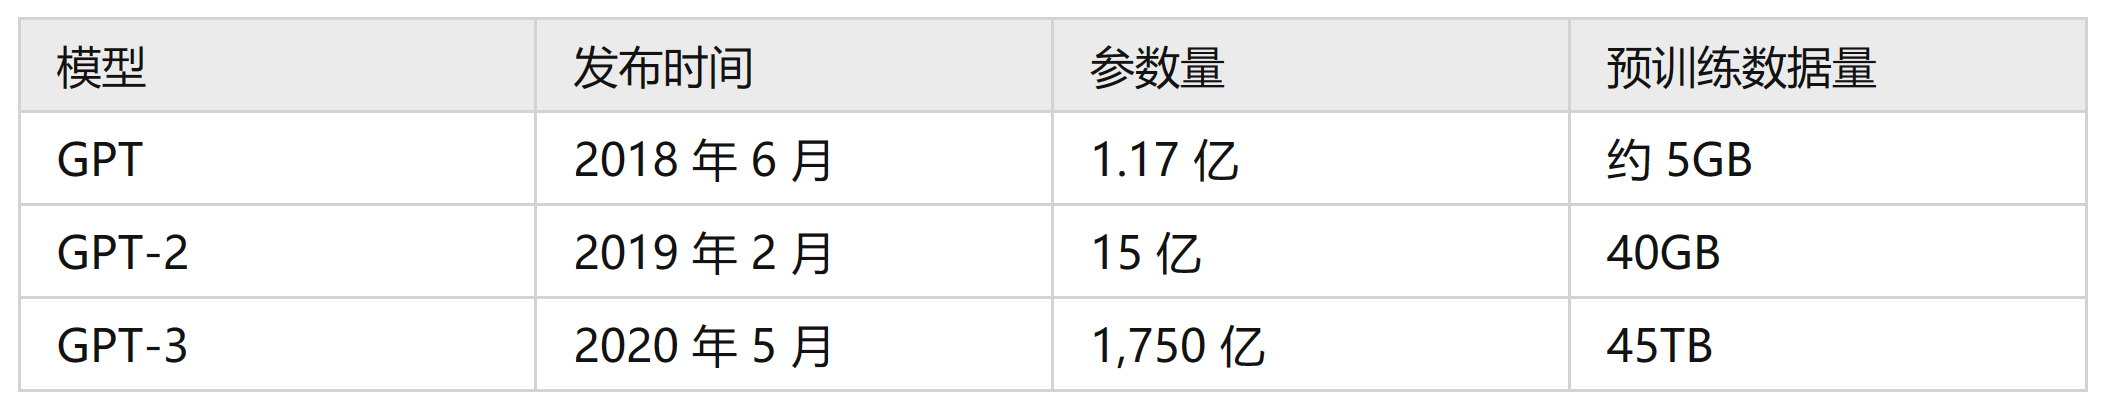 模型 发布时间 参数量 预训练数据量
GPT 2018 年 6 月 1.17 亿 约 5GB
GPT-2 2019 年 2 月 15 亿 40GB
GPT-3 2020 年 5 月 1,750 亿 45TB